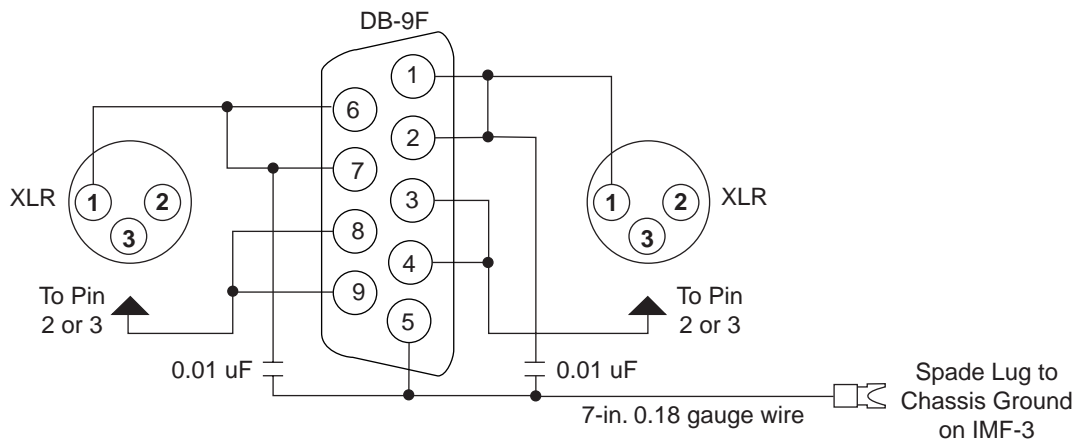 DB-9F
1
6
2
7
3
8
4
9
5
XLR
1
2
3
To Pin
2 or 3
1
2
3
XLR
To Pin
2 or 3
0.01 uF
0.01 uF
7-in. 0.18 gauge wire
Spade Lug to
Chassis Ground
on IMF-3